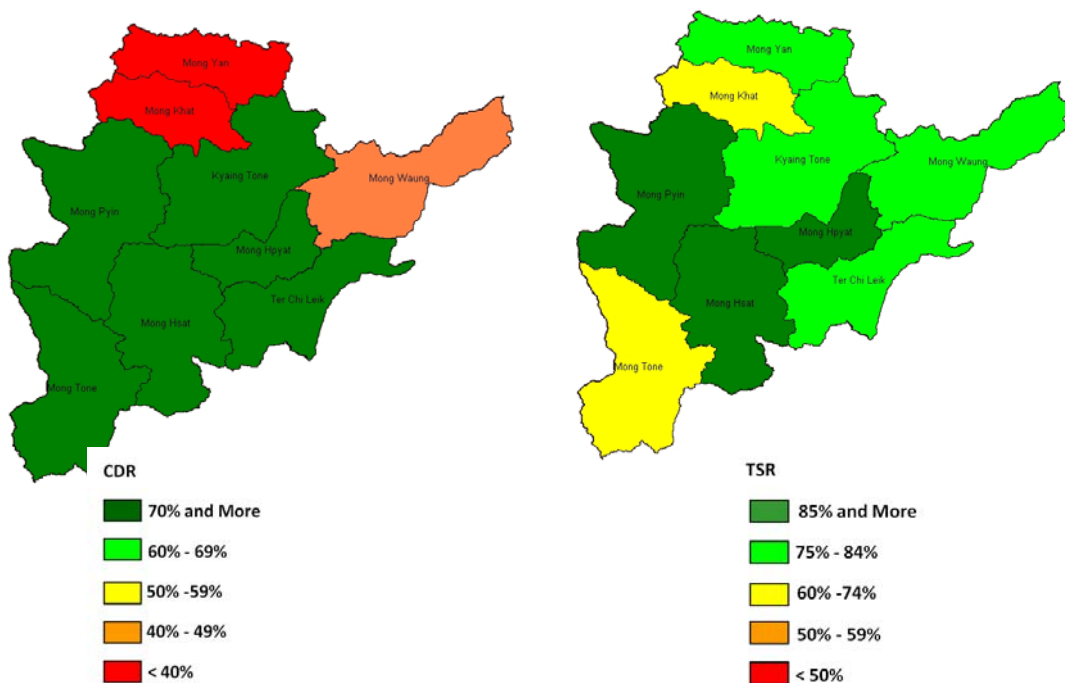 Mong Yan
Mong Khat
Kyaing Tone
Mong Waung
Mong Pyin
Mong Hpyat
Ter Chi Leik
Mong Hsat
Mong Tone
CDR
70% and More
60% - 69%
50% -59%
40% - 49%
< 40%
Mong Yan
Mong Khat
Kyaing Tone
Mong Waung
Mong Pyin
Mong Hpyat
Ter Chi Leik
Mong Hsat
Mong Tone
TSR
85% and More
75% - 84%
60% -74%
50% - 59%
< 50%